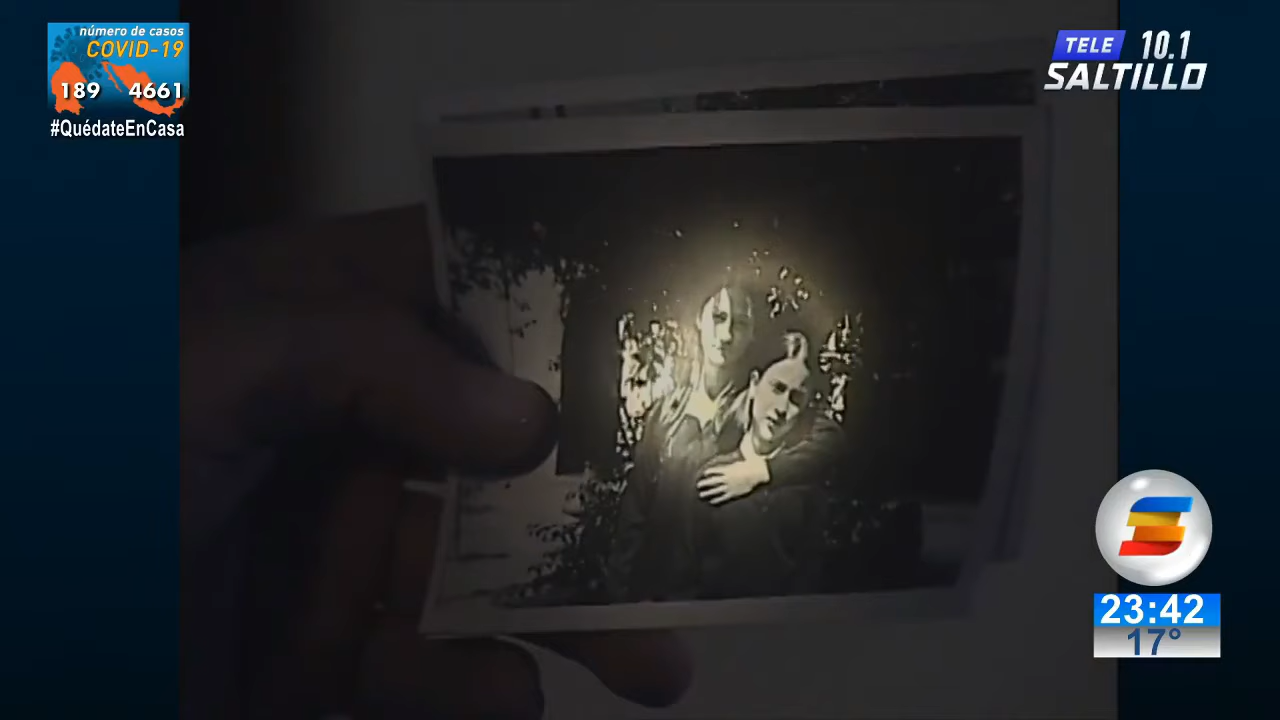 número de casos
COVID-19
189 4661
#QuédateEnCasa
TELE 10.1
SALTILLO
S
23:42
17°